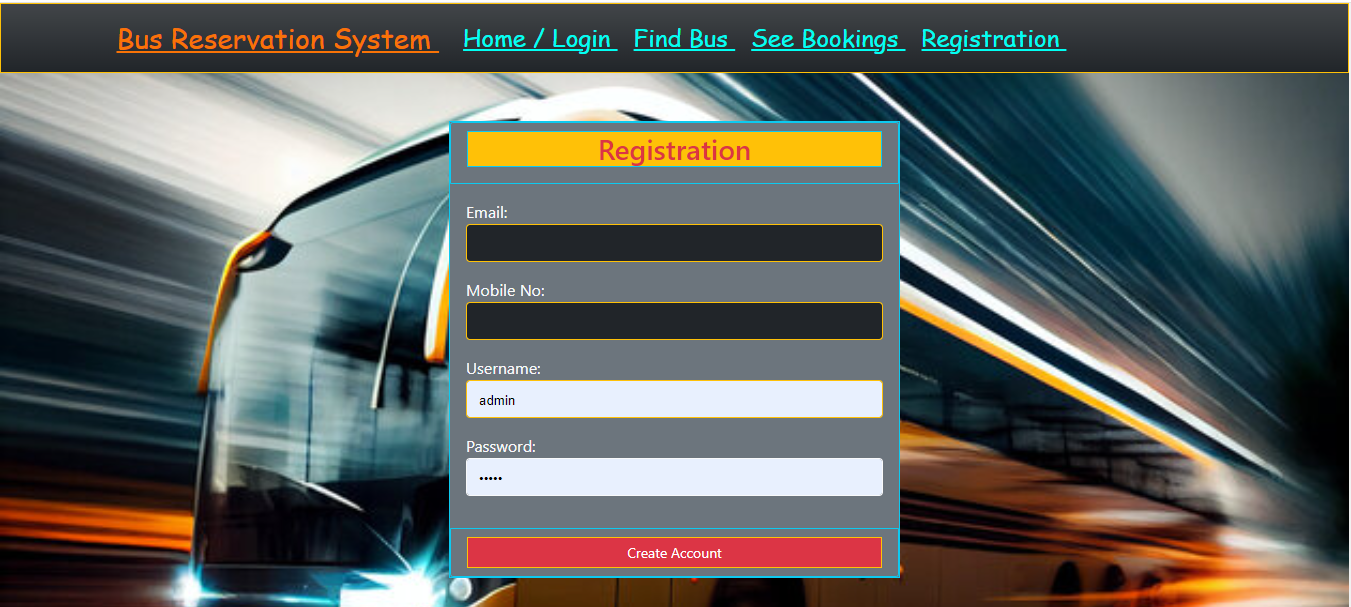 Bus Reservation System Home / Login Find Bus See Bookings Registration
Registration
Email:
Mobile No:
Username:
admin
Password:
•••••
Create Account